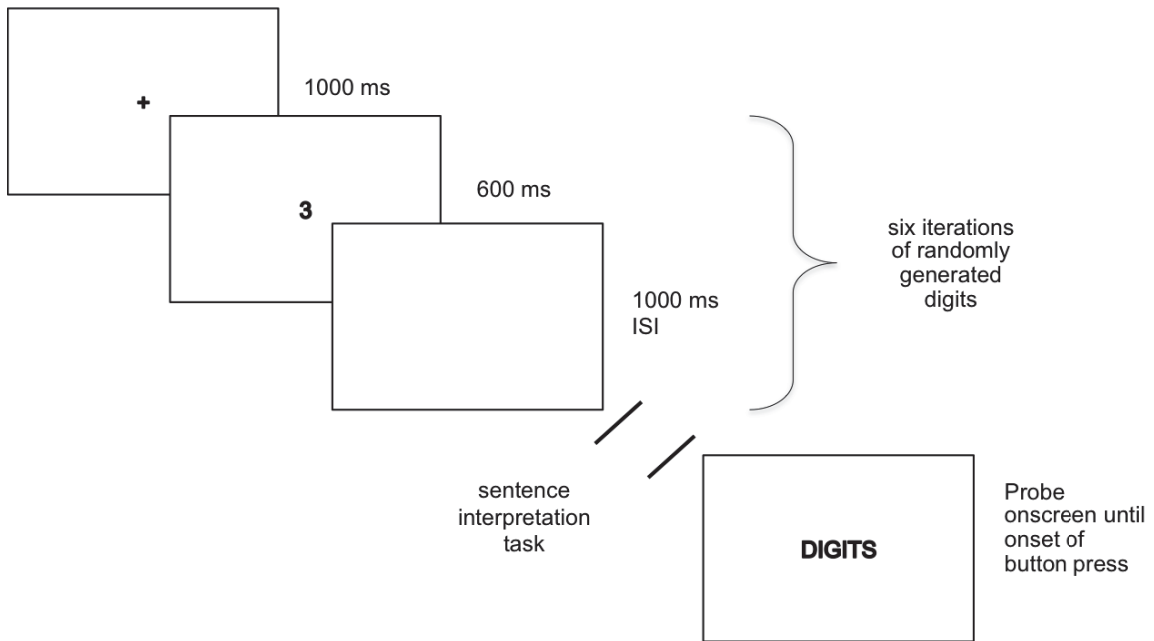 +
1000 ms
3
600 ms
1000 ms
ISI
six iterations
of randomly
generated
digits
sentence
interpretation
task
DIGITS
Probe
onscreen until
onset of
button press